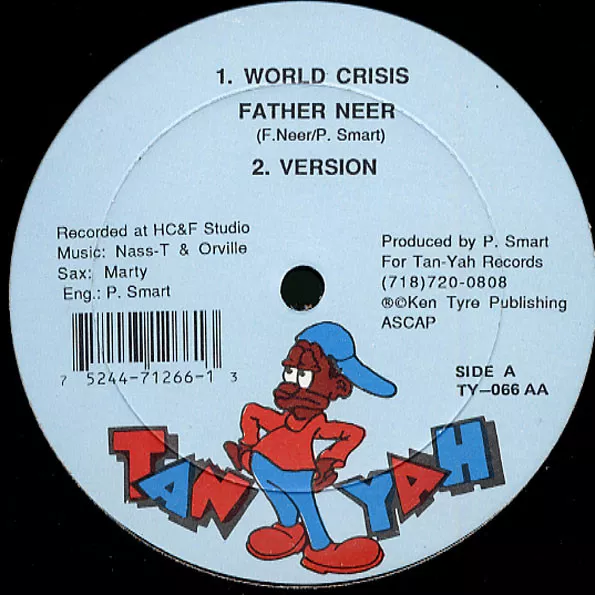 1. WORLD CRISIS
FATHER NEER
(F.Neer/P. Smart)
2. VERSION
Recorded at HC&F Studio
Music: Nass-T & Orville
Sax: Marty
Eng.: P. Smart
Produced by P. Smart
For Tan-Yah Records
(718)720-0808
®©Ken Tyre Publishing
ASCAP
7 5244-71266-1 3
SIDE A
TY-066 AA
TAN YAH